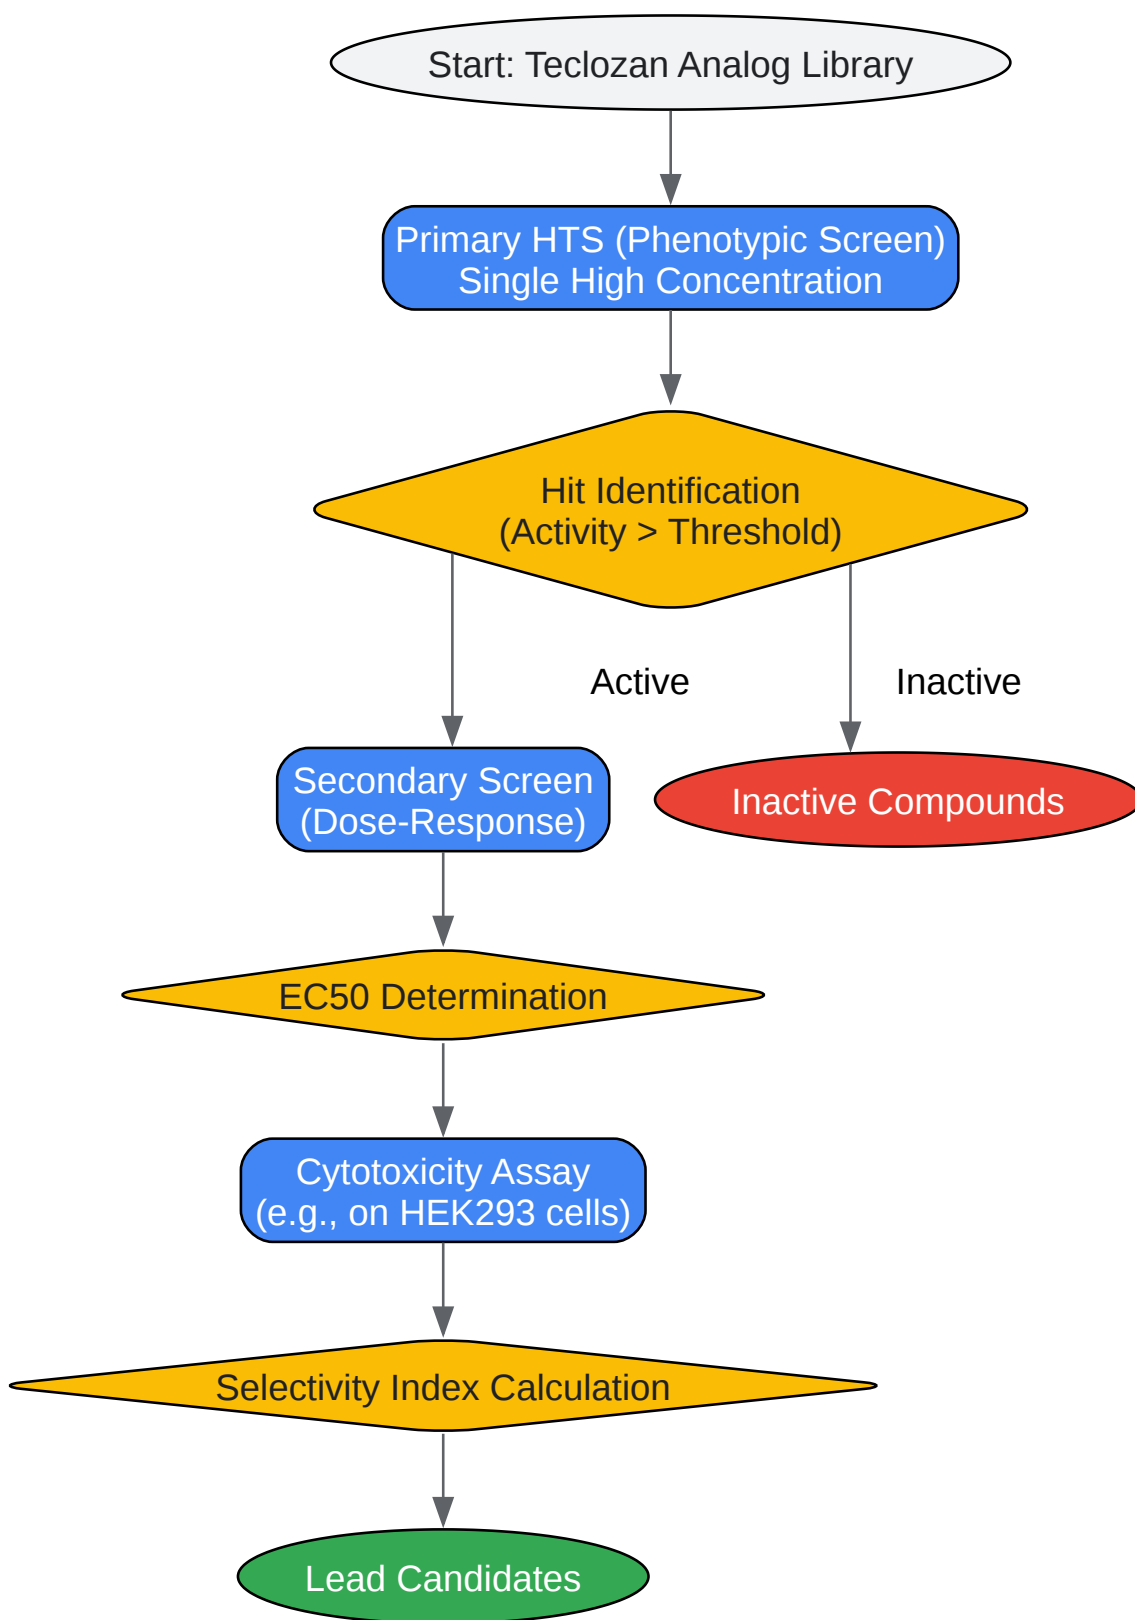 Start: Teclozan Analog Library
Primary HTS (Phenotypic Screen)
Single High Concentration
Hit Identification
(Activity > Threshold)
Active
Inactive
Secondary Screen
(Dose-Response)
Inactive Compounds
EC50 Determination
Cytotoxicity Assay
(e.g., on HEK293 cells)
Selectivity Index Calculation
Lead Candidates